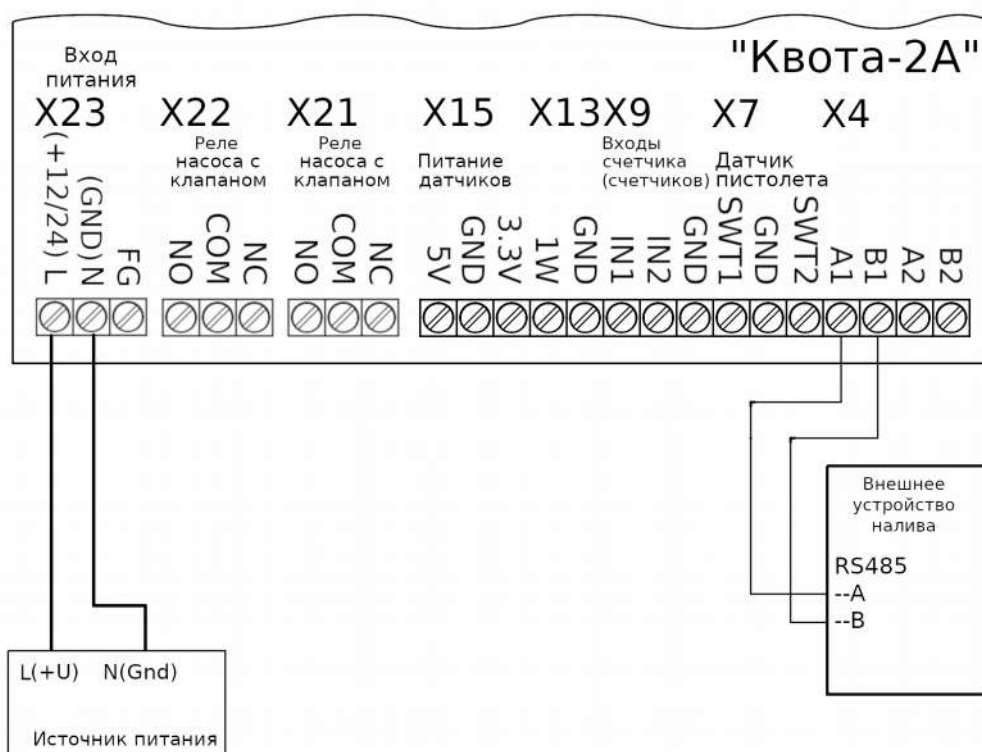 "Квота-2А"
Вход
питания
X23
X22
X21
X15
X13
X9
X7
X4
Реле
насоса с
клапаном
Реле
насоса с
клапаном
Питание
датчиков
Входы
счетчика
(счетчиков)
Датчик
пистолета
(+12/24) L
(GND) N
FG
NO
COM
NC
NO
COM
NC
5V
GND
3.3V
1W
GND
IN1
IN2
GND
SWT1
GND
SWT2
A1
B1
A2
B2
Внешнее
устройство
налива
RS485
--A
--B
L(+U) N(Gnd)
Источник питания